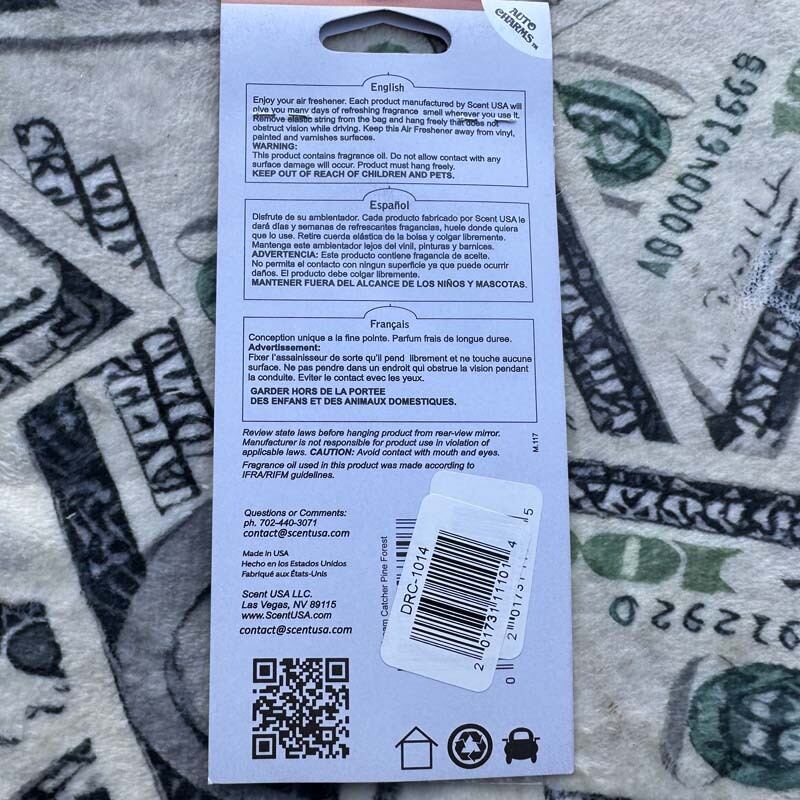 AUTO
CHARMS™
English
Enjoy your air freshener. Each product manufactured by Scent USA will
give you many days of refreshing fragrance smell wherever you use it.
Remove elastic string from the bag and hang freely that does not
obstruct vision while driving. Keep this Air Freshener away from vinyl,
painted and varnishes surfaces.
WARNING:
This product contains fragrance oil. Do not allow contact with any
surface damage will occur. Product must hang freely.
KEEP OUT OF REACH OF CHILDREN AND PETS.
Español
Disfrute de su ambientador. Cada producto fabricado por Scent USA le
dará días y semanas de refrescantes fragancias, huele donde quiera
que lo use. Retire cuerda elástica de la bolsa y colgar libremente.
Mantenga este ambientador lejos del vinil, pinturas y barnices.
ADVERTENCIA: Este producto contiene fragancia de aceite.
No permita el contacto con ningun superficie ya que puede ocurrir
daños. El producto debe colgar libremente.
MANTENER FUERA DEL ALCANCE DE LOS NIÑOS Y MASCOTAS.
Français
Conception unique a la fine pointe. Parfum frais de longue duree.
Advertissement:
Fixer l'assainisseur de sorte qu'il pend librement et ne touche aucune
surface. Ne pas pendre dans un endroit qui obstrue la vision pendant
la conduite. Eviter le contact avec les yeux.
GARDER HORS DE LA PORTEE
DES ENFANS ET DES ANIMAUX DOMESTIQUES.
Review state laws before hanging product from rear-view mirror.
Manufacturer is not responsible for product use in violation of
applicable laws. CAUTION: Avoid contact with mouth and eyes.
Fragrance oil used in this product was made according to
IFRA/RIFM guidelines.
M.117
Questions or Comments:
ph. 702-440-3071
contact@scentusa.com
Made in USA
Hecho en los Estados Unidos
Fabriqué aux États-Unis
Scent USA LLC.
Las Vegas, NV 89115
www.ScentUSA.com
contact@scentusa.com
Catcher Pine Forest
DRC-1014
2 01731 11101 4
A0000461668
022920